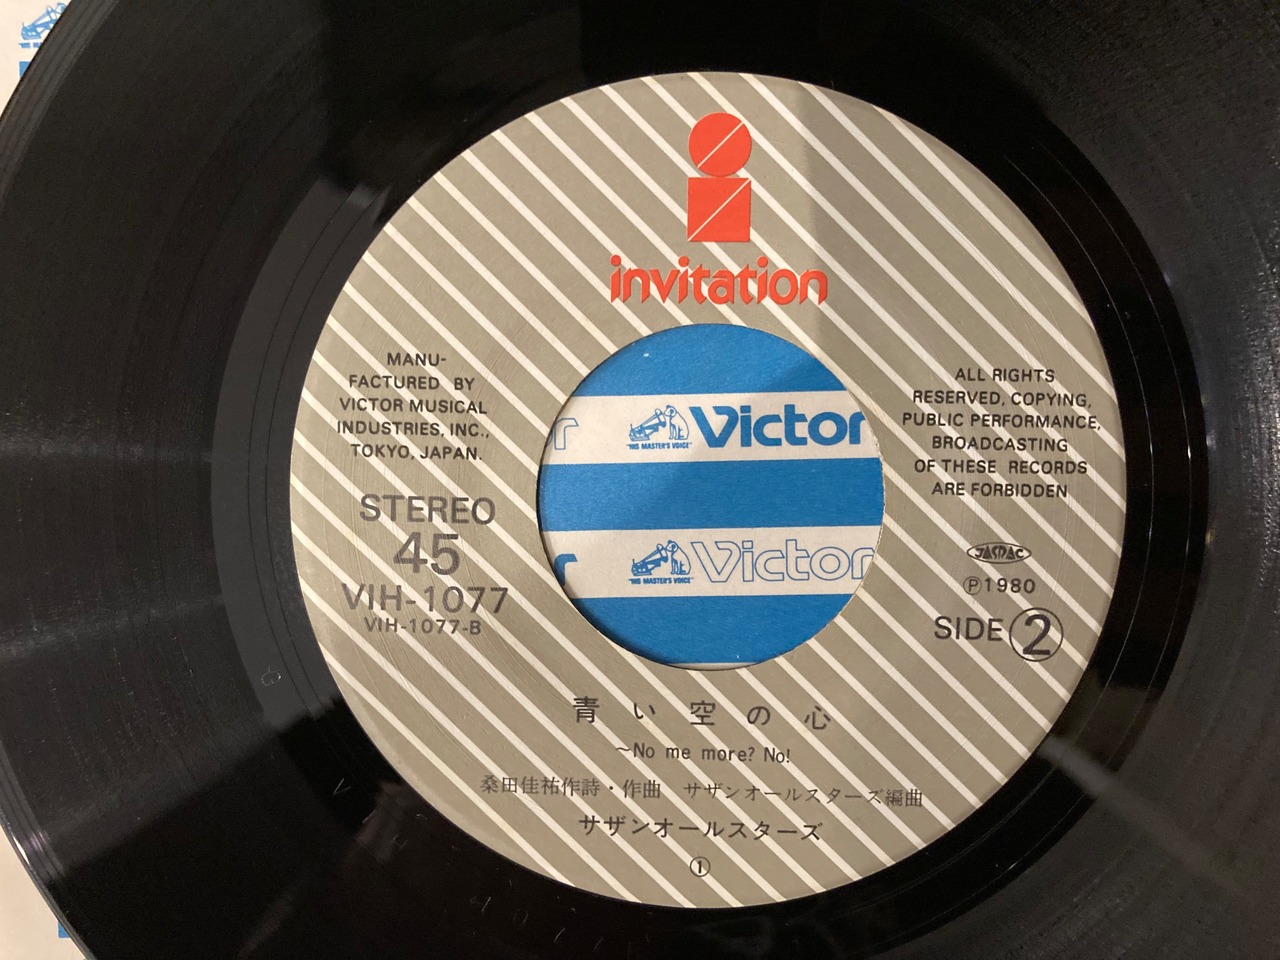 invitation
MANU-
FACTURED BY
VICTOR MUSICAL
INDUSTRIES, INC.,
TOKYO, JAPAN.
STEREO
45
VIH-1077
VIH-1077-B
Victor
"HIS MASTER'S VOICE"
Victor
"HIS MASTER'S VOICE"
ALL RIGHTS
RESERVED, COPYING,
PUBLIC PERFORMANCE,
BROADCASTING
OF THESE RECORDS
ARE FORBIDDEN
JASRAC
Ⓟ1980
SIDE ②
青い空の心
~No me more? No!
桑田佳祐作詩・作曲 サザンオールスターズ編曲
サザンオールスターズ
①